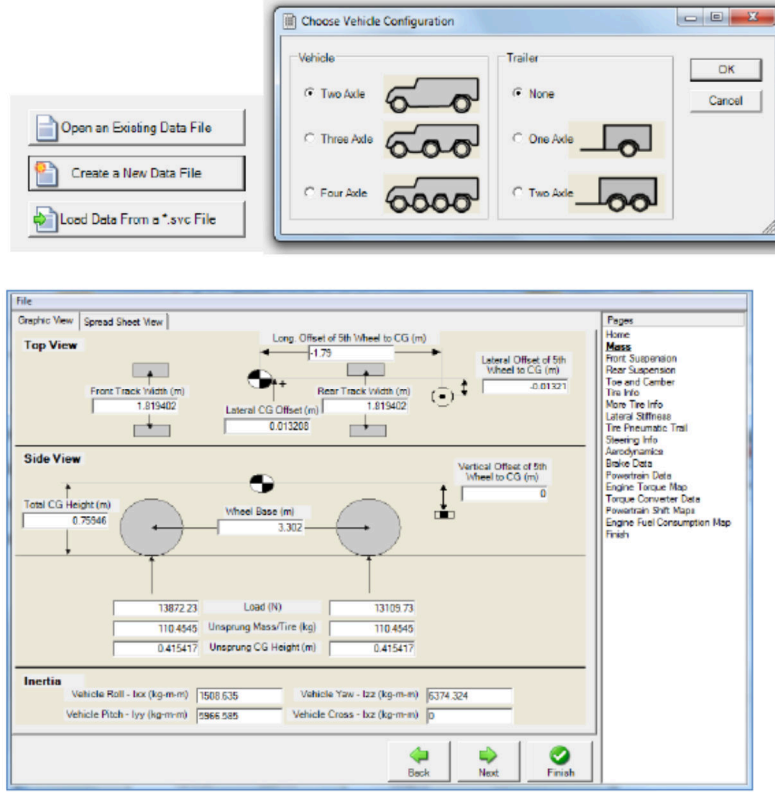 Choose Vehicle Configuration
Vehicle
Two Axle
Three Axle
Four Axle
Trailer
None
One Axle
Two Axle
OK
Cancel
Open an Existing Data File
Create a New Data File
Load Data From a *.svc File
File
Graphic View
Spread Sheet View
Top View
Long. Offset of 5th Wheel to CG (m)
-1.79
Lateral Offset of 5th
Wheel to CG (m)
-0.01321
Front Track Width (m)
1.819402
Rear Track Width (m)
1.819402
Lateral CG Offset (m)
0.013208
Side View
Vertical Offset of 5th
Wheel to CG (m)
0
Total CG Height (m)
0.75946
Wheel Base (m)
3.302
13872.23 Load (N) 13109.73
110.4545 Unsprung Mass/Tire (kg) 110.4545
0.415417 Unsprung CG Height (m) 0.415417
Inertia
Vehicle Roll - Ixx (kg-m-m) 1508.635 Vehicle Yaw - Izz (kg-m-m) 6374.324
Vehicle Pitch - Iyy (kg-m-m) 5966.585 Vehicle Cross - Ixz (kg-m-m) 0
Back
Next
Finish
Pages
Home
Mass
Front Suspension
Rear Suspension
Toe and Camber
Tire Info
More Tire Info
Lateral Stiffness
Tire Pneumatic Trail
Steering Info
Aerodynamics
Brake Data
Powertrain Data
Engine Torque Map
Torque Converter Data
Powertrain Shift Maps
Engine Fuel Consumption Map
Finish